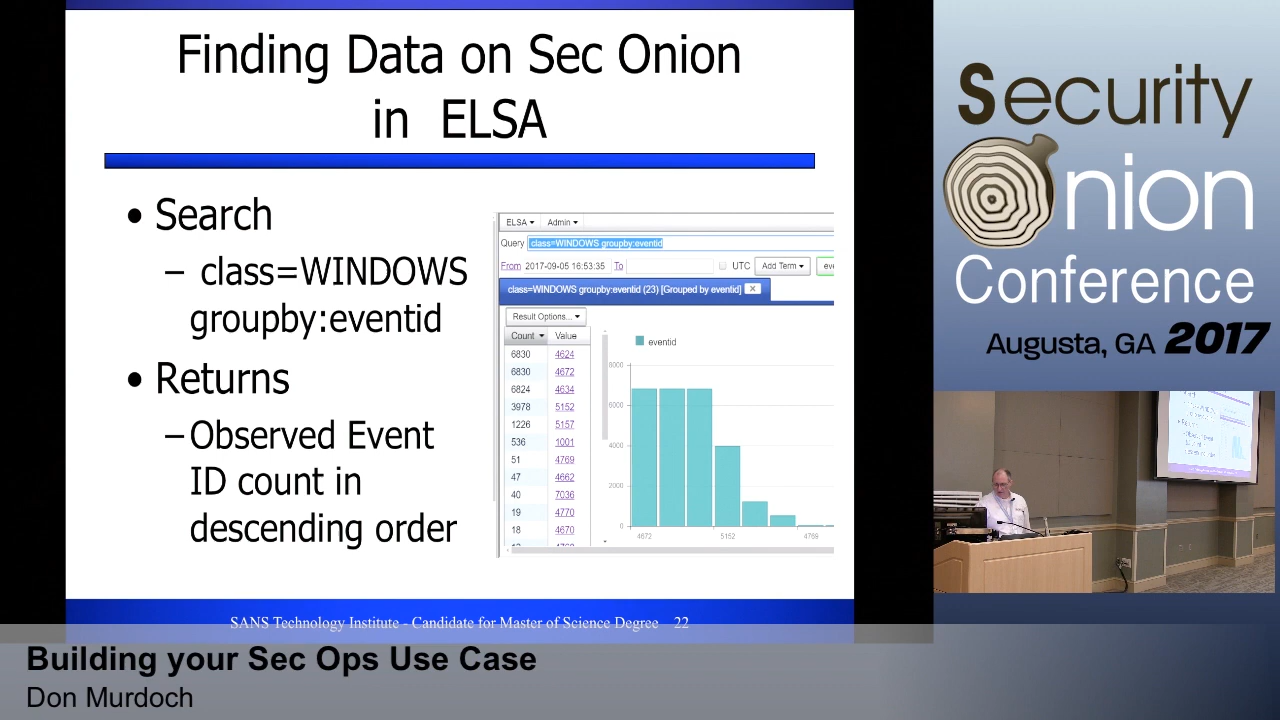 Finding Data on Sec Onion
in ELSA
• Search
– class=WINDOWS
groupby:eventid
• Returns
– Observed Event
ID count in
descending order
ELSA Admin
Query class=WINDOWS groupby:eventid
From 2017-09-05 16:53:35 To UTC Add Term
class=WINDOWS groupby:eventid (23) [Grouped by eventid]
Result Options...
Count Value
6830 4624
6830 4672
6824 4634
3978 5152
1226 5157
536 1001
51 4769
47 4662
40 7036
19 4770
18 4670
eventid
8000
6000
4000
2000
0
4672 5152 4769
SANS Technology Institute - Candidate for Master of Science Degree 22
Security
Onion
Conference
Augusta, GA 2017
Building your Sec Ops Use Case
Don Murdoch